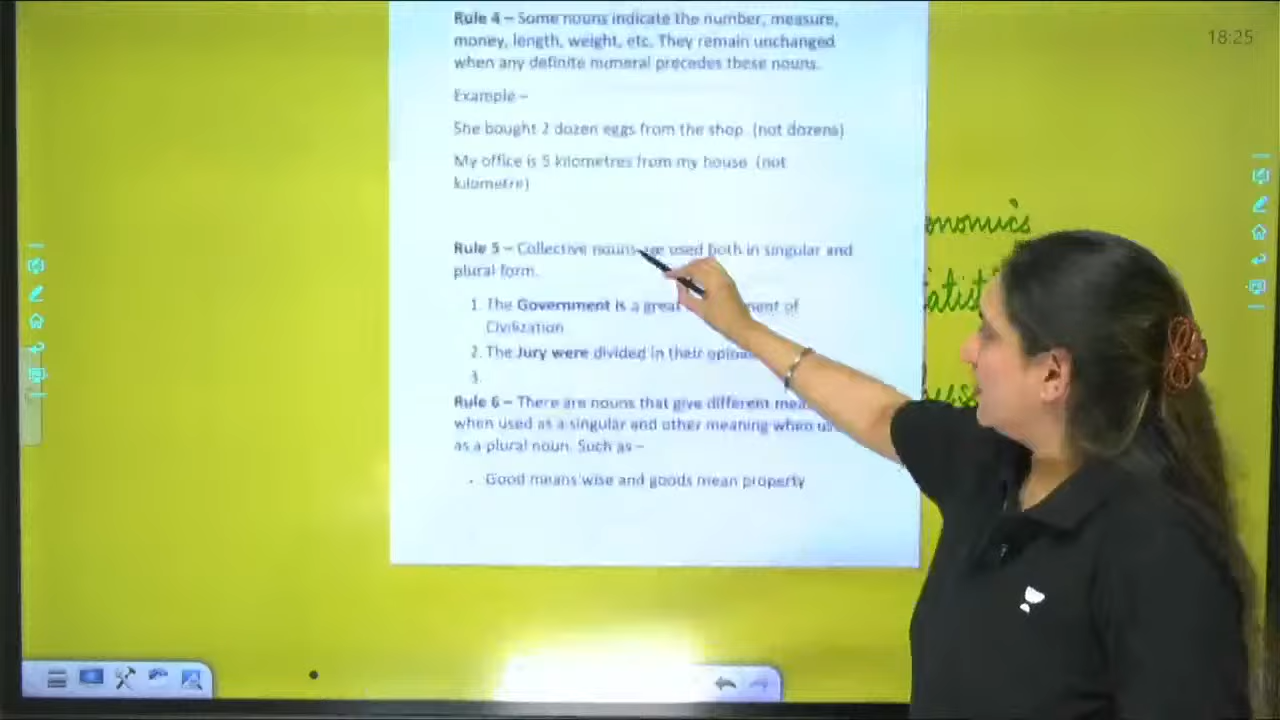 18:25
Rule 4 – Some nouns indicate the number, measure,
money, length, weight, etc. They remain unchanged
when any definite numeral precedes these nouns.
Example –
She bought 2 dozen eggs from the shop. (not dozens)
My office is 5 kilometres from my house. (not
kilometre)
onomics
Rule 5 – Collective nouns are used both in singular and
plural form.
atist
1. The Government is a great of
Civilization
2. The Jury were divided in their
3.
Rule 6 – There are nouns that give different
when used as a singular and other meaning when
as a plural noun. Such as –
• Good means wise and goods mean property